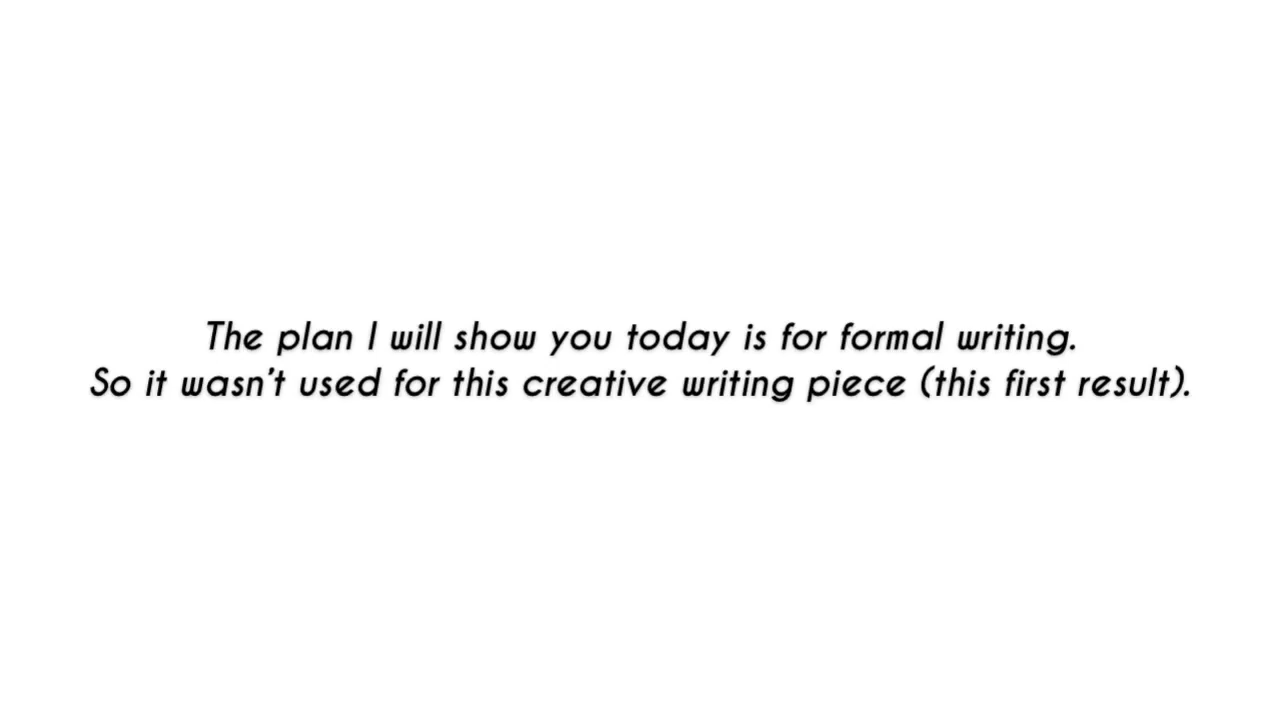 The plan I will show you today is for formal writing.
So it wasn't used for this creative writing piece (this first result).